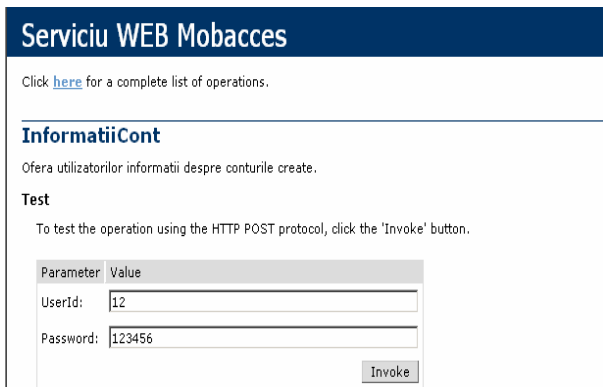 Serviciu WEB Mobacces
Click here for a complete list of operations.
InformatiiCont
Ofera utilizatorilor informatii despre conturile create.
Test
To test the operation using the HTTP POST protocol, click the 'Invoke' button.
Parameter Value
UserId: 12
Password: 123456
Invoke